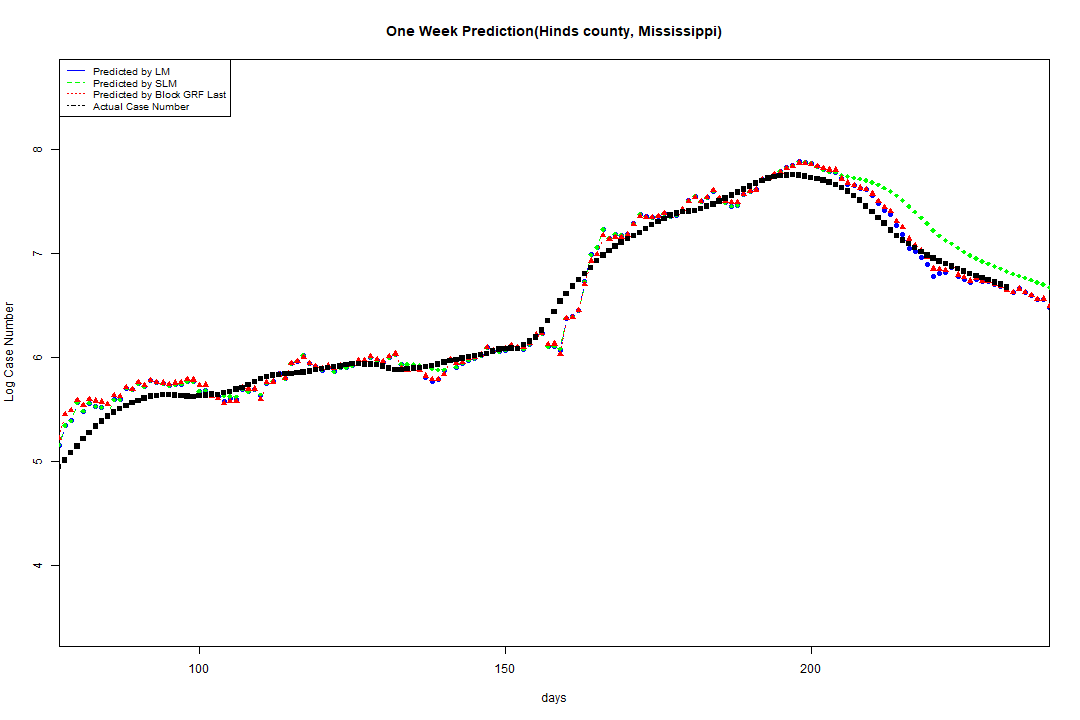 One Week Prediction(Hinds county, Mississippi)
Predicted by LM
Predicted by SLM
Predicted by Block GRF Last
Actual Case Number
8
7
6
5
4
Log Case Number
100 150 200
days